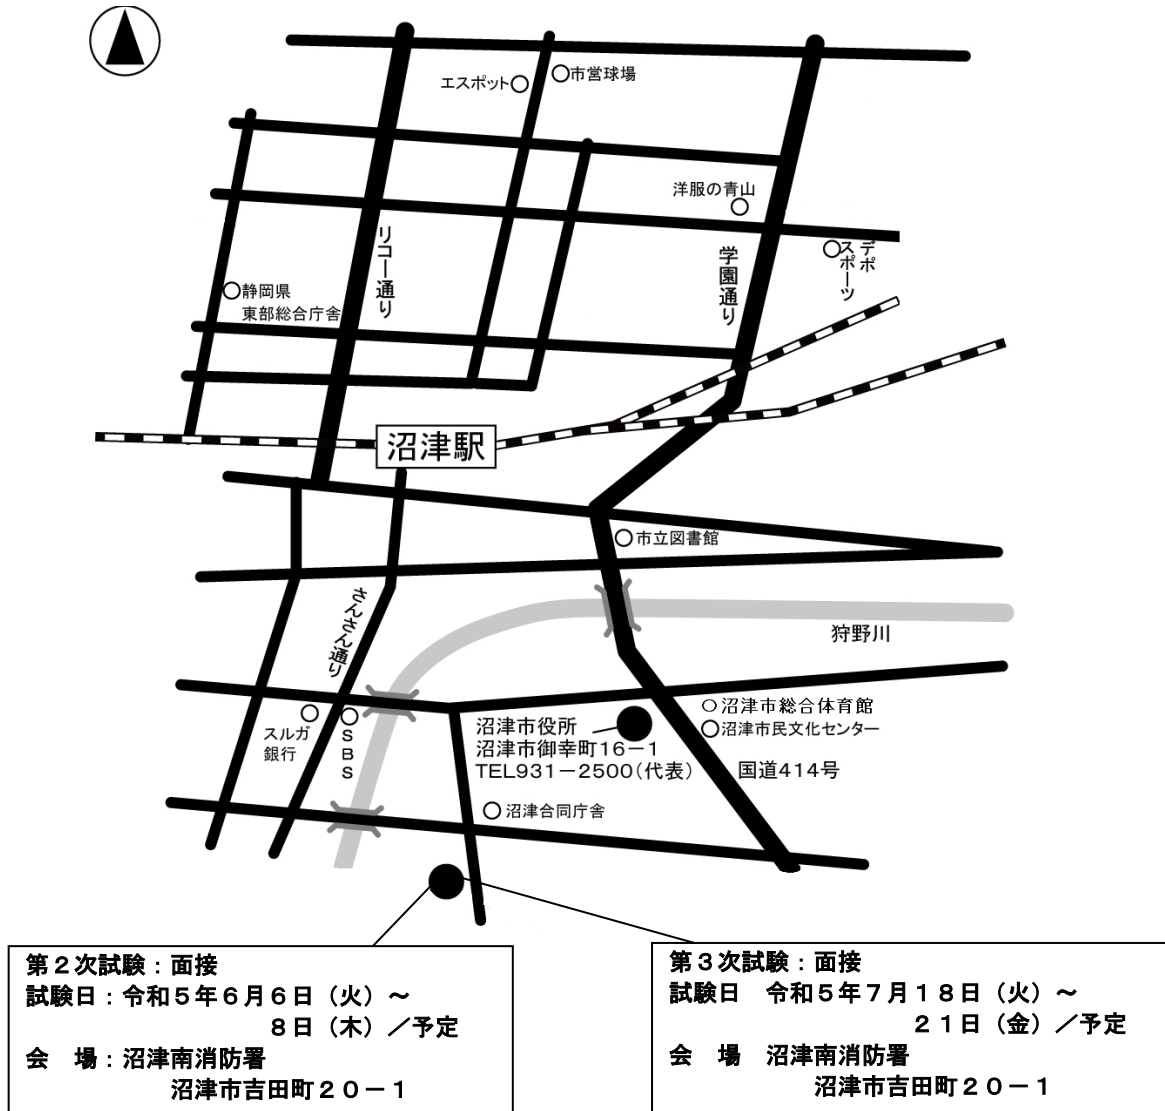 エスポット
市営球場
洋服の青山
リコー通り
学園通り
デポ
スポーツ
静岡県
東部総合庁舎
沼津駅
市立図書館
さんさん通り
狩野川
スルガ
銀行
SBS
沼津市役所
沼津市御幸町16－1
TEL931－2500(代表)
沼津市総合体育館
沼津市民文化センター
国道414号
沼津合同庁舎
第２次試験：面接
試験日：令和５年６月６日（火）～
８日（木）／予定
会　場：沼津南消防署
沼津市吉田町２０－１
第３次試験：面接
試験日　令和５年７月１８日（火）～
２１日（金）／予定
会　場　沼津南消防署
沼津市吉田町２０－１